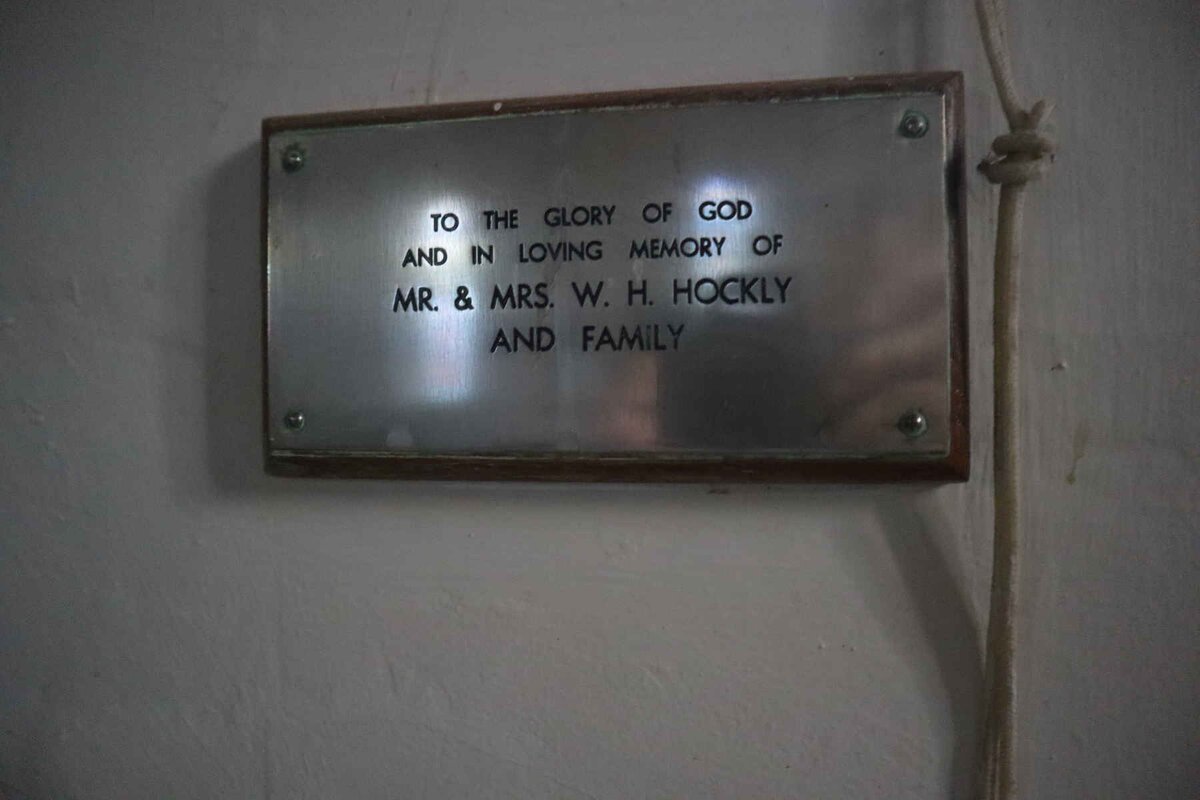 TO THE GLORY OF GOD
AND IN LOVING MEMORY OF
MR. & MRS. W. H. HOCKLY
AND FAMILY